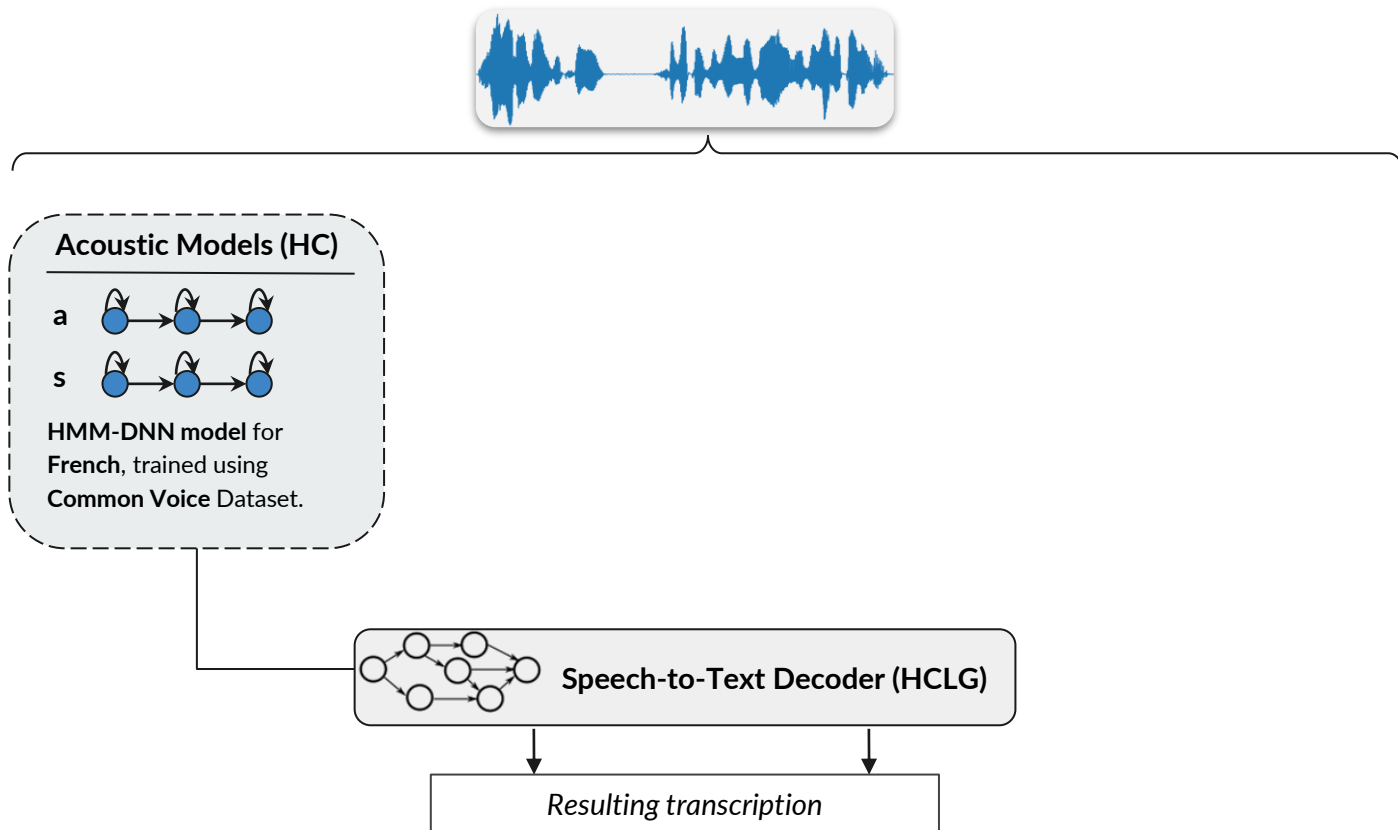 Acoustic Models (HC)
a
s
HMM-DNN model for
French, trained using
Common Voice Dataset.
Speech-to-Text Decoder (HCLG)
Resulting transcription